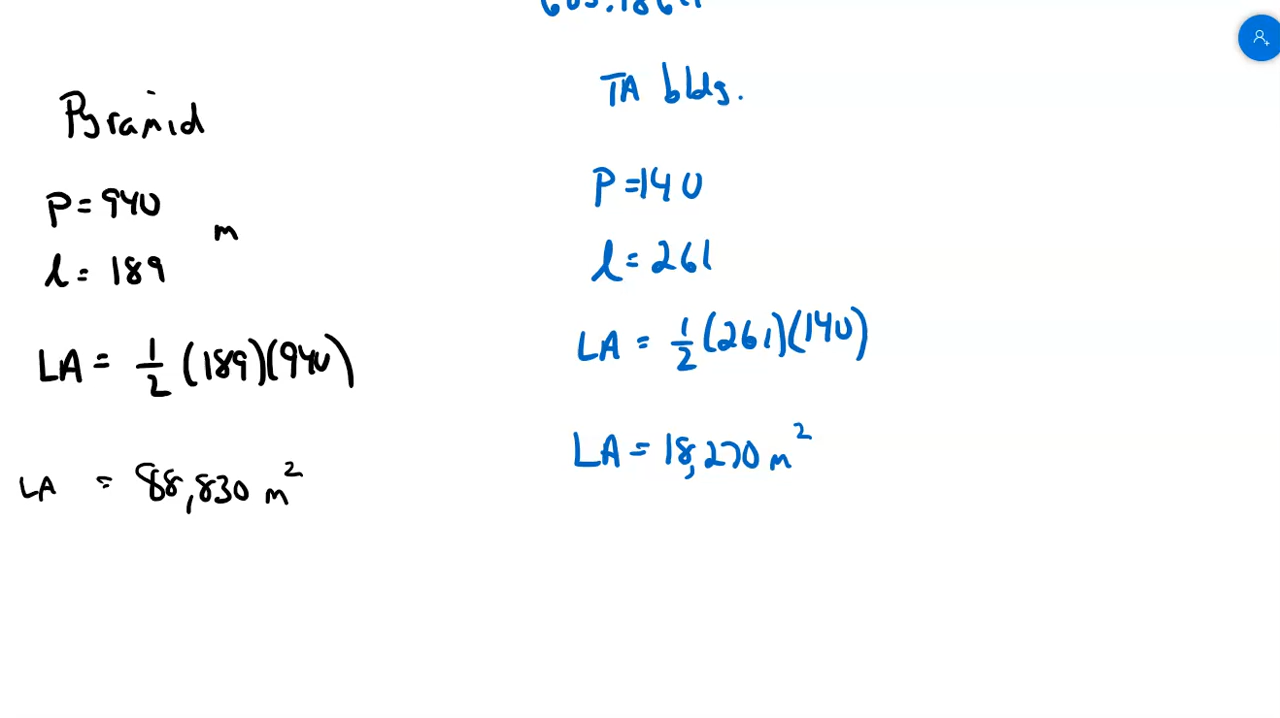 Pyramid
P = 940
m
l = 189
LA = 1/2 (189)(940)
LA = 88,830 m²
TA bldg.
P = 140
l = 261
LA = 1/2 (261)(140)
LA = 18,270 m²